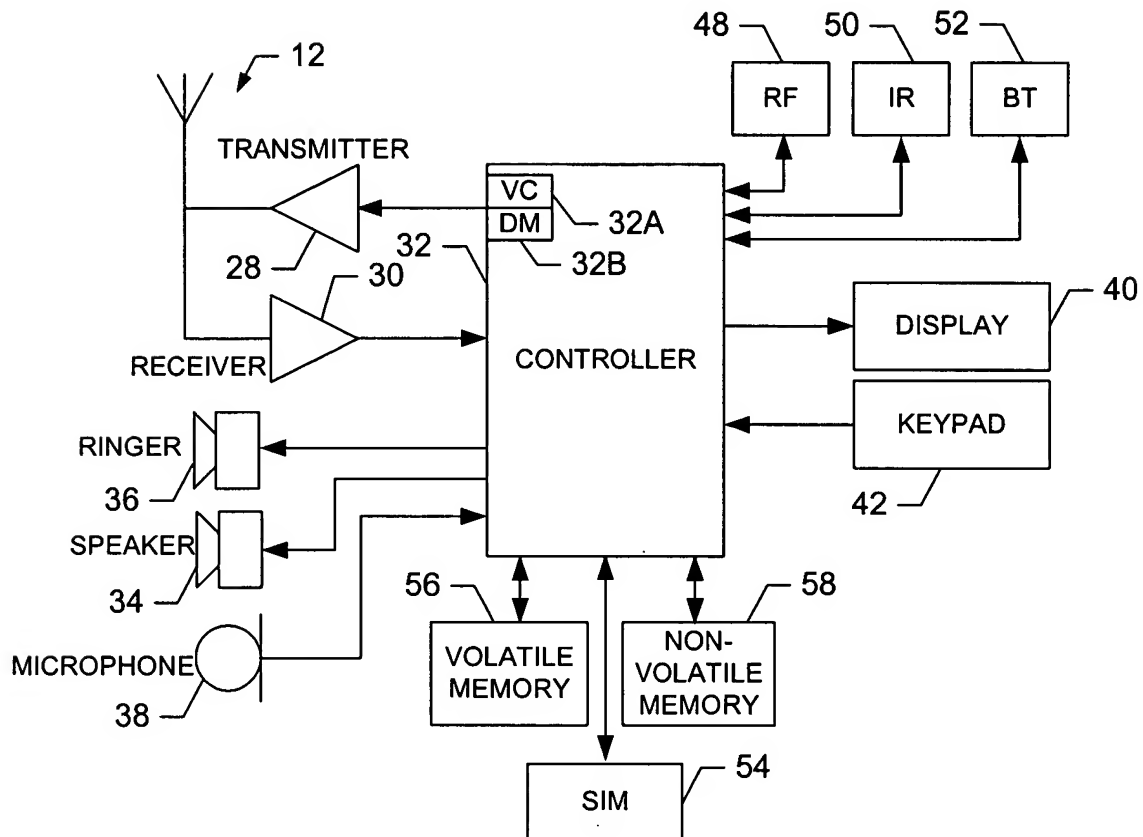 48
50
52
12
RF
IR
BT
TRANSMITTER
VC
DM
32A
32
32B
28
30
40
DISPLAY
CONTROLLER
RECEIVER
KEYPAD
RINGER
36
42
SPEAKER
34
56
58
MICROPHONE
38
VOLATILE
MEMORY
NON-
VOLATILE
MEMORY
54
SIM